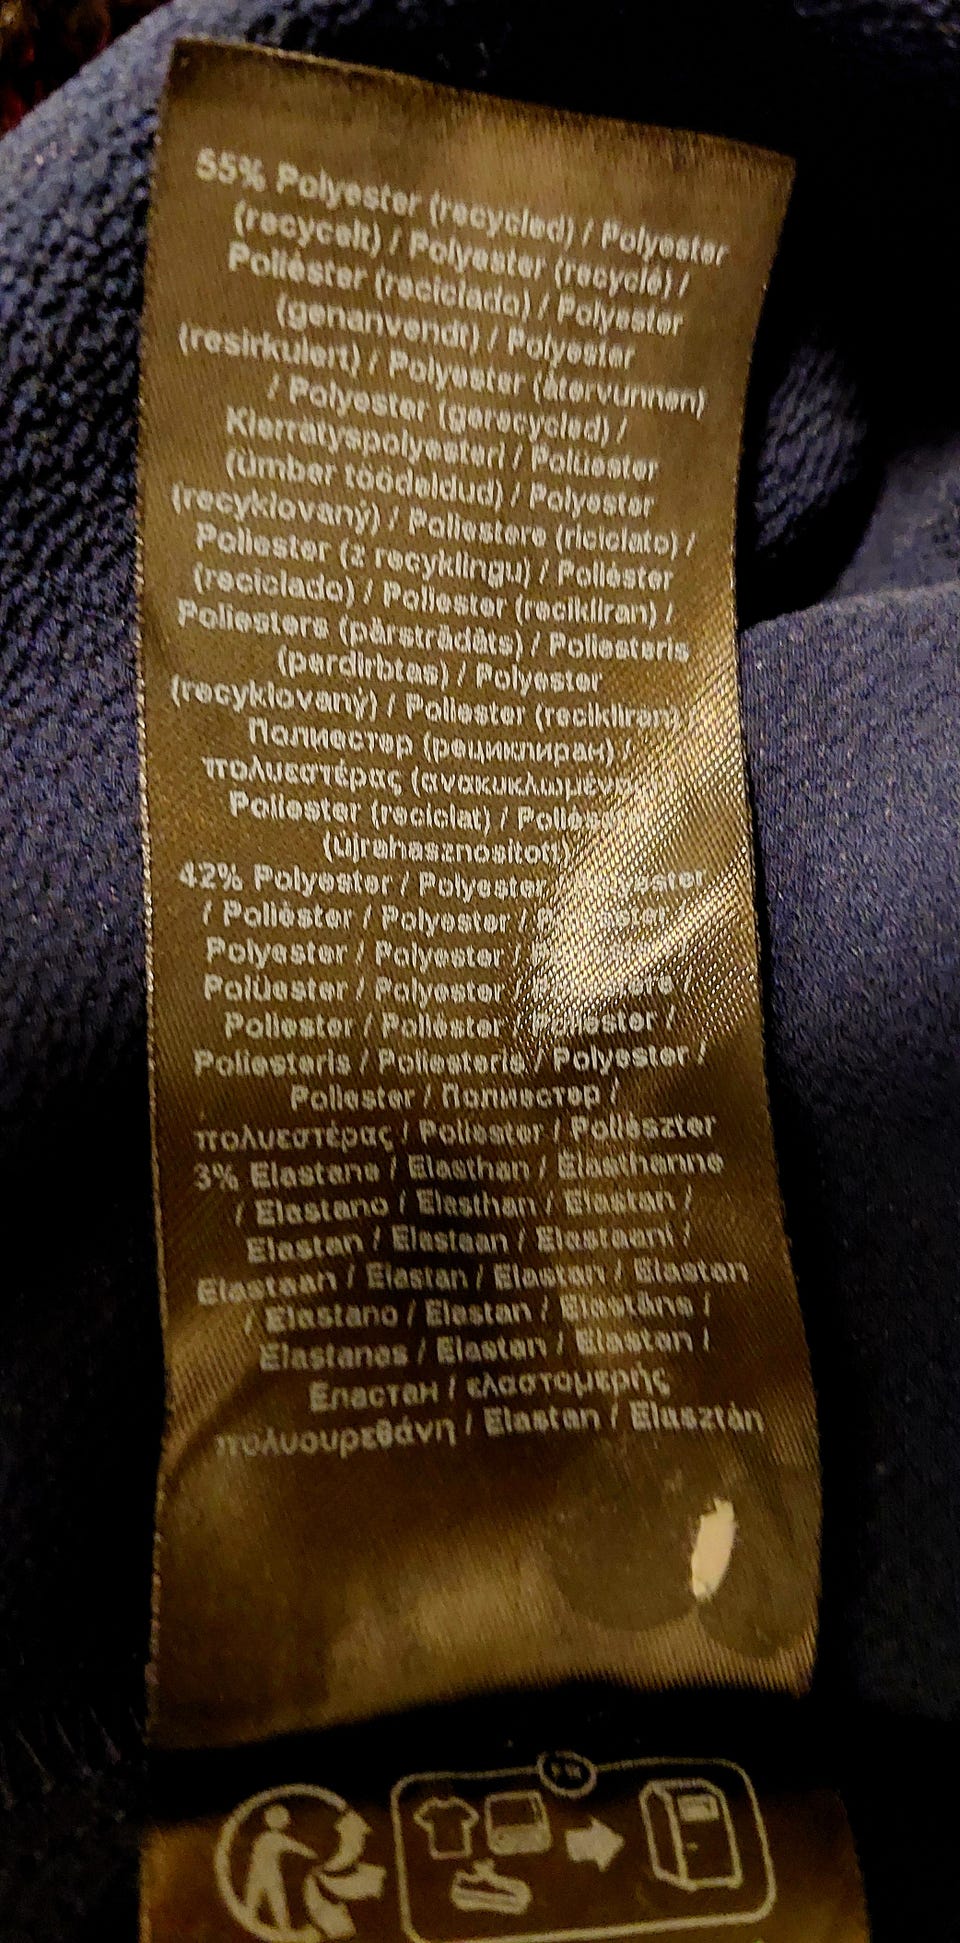 55% Polyester (recycled) / Polyester
(recycelt) / Polyester (recyclé) /
Poliéster (reciclado) / Polyester
(genanvendt) / Polyester
(resirkulert) / Polyester (återvunnen)
/ Polyester (gerecycled) /
Kierrätyspolyesteri / Polüester
(ümber töödeldud) / Polyester
(recyklovaný) / Poliestere (riciclato) /
Poliester (z recyklingu) / Poliéster
(reciclado) / Poliester (recikliran) /
Poliesters (pārstrādāts) / Poliesteris
(perdirbtas) / Polyester
(recyklovaný) / Poliester (recikliran) /
Полиестер (рециклиран) /
πολυεστέρας
Poliester (reciclat) /
(újrahasznosított)
42% Polyester / Polyester / Polyester
/ Poliéster / Polyester /
Polyester / Polyester /
Polüester / Polyester /
Poliester / Poliéster / Poliester /
Poliesteris / Poliesteris / Polyester /
Poliester / Полиестер /
πολυεστέρας / Poliester / Poliészter
3% Elastane / Elasthan / Élasthanne
/ Elastano / Elasthan / Elastan /
Elastan / Elastaan / Elastaani /
Elastaan / Elastan / Elastan / Elastan
/ Elastano / Elastan / Elastāns /
Elastanas / Elastan / Elastan /
Еластан / ελαστομερής
πολυουρεθάνη / Elastan / Elasztán